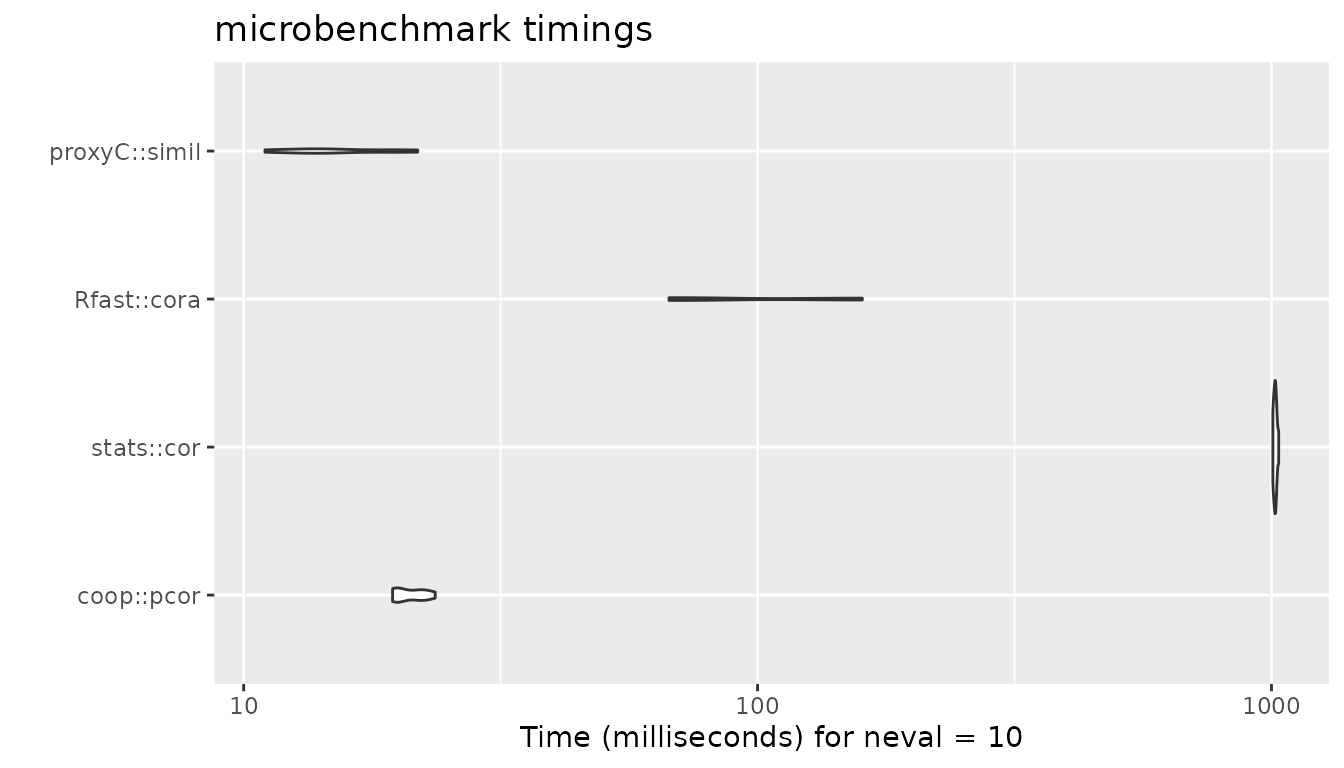 microbenchmark timings
proxyC::simil
Rfast::cora
stats::cor
coop::pcor
10 100 1000
Time (milliseconds) for neval = 10